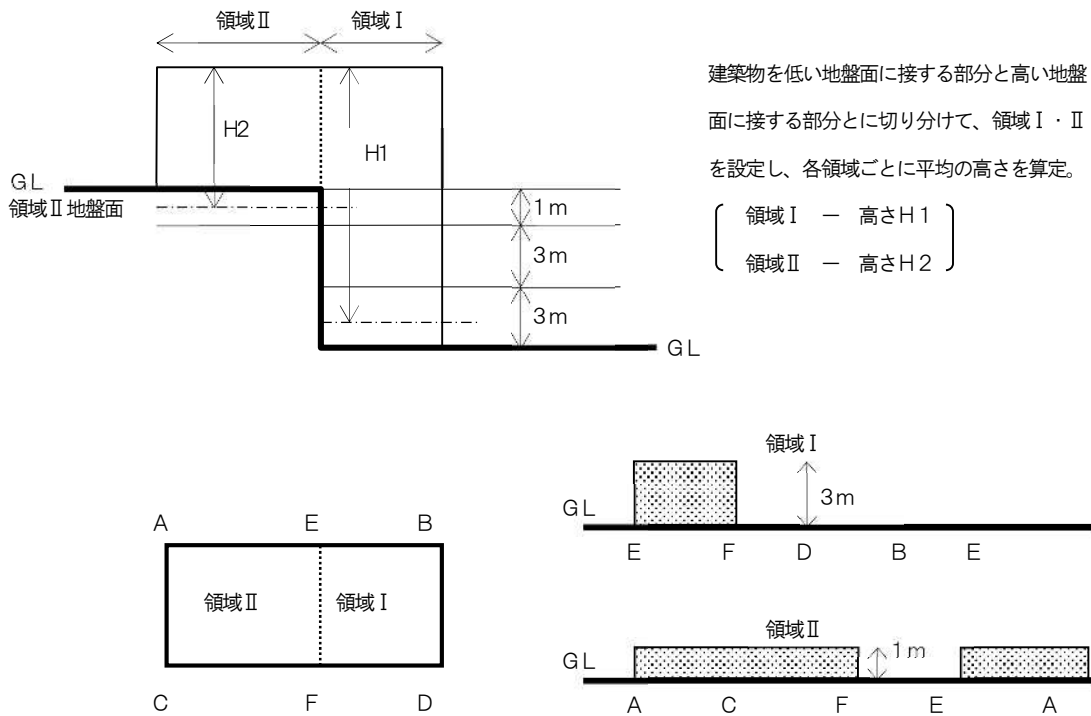 領域Ⅱ 領域Ⅰ
H2
H1
GL
領域Ⅱ地盤面
1m
3m
3m
GL
建築物を低い地盤面に接する部分と高い地盤
面に接する部分とに切り分けて、領域Ⅰ・Ⅱ
を設定し、各領域ごとに平均の高さを算定。
領域Ⅰ － 高さH1
領域Ⅱ － 高さH2
A E B
領域Ⅱ 領域Ⅰ
C F D
領域Ⅰ
3m
GL
E F D B E
領域Ⅱ
1m
GL
A C F E A